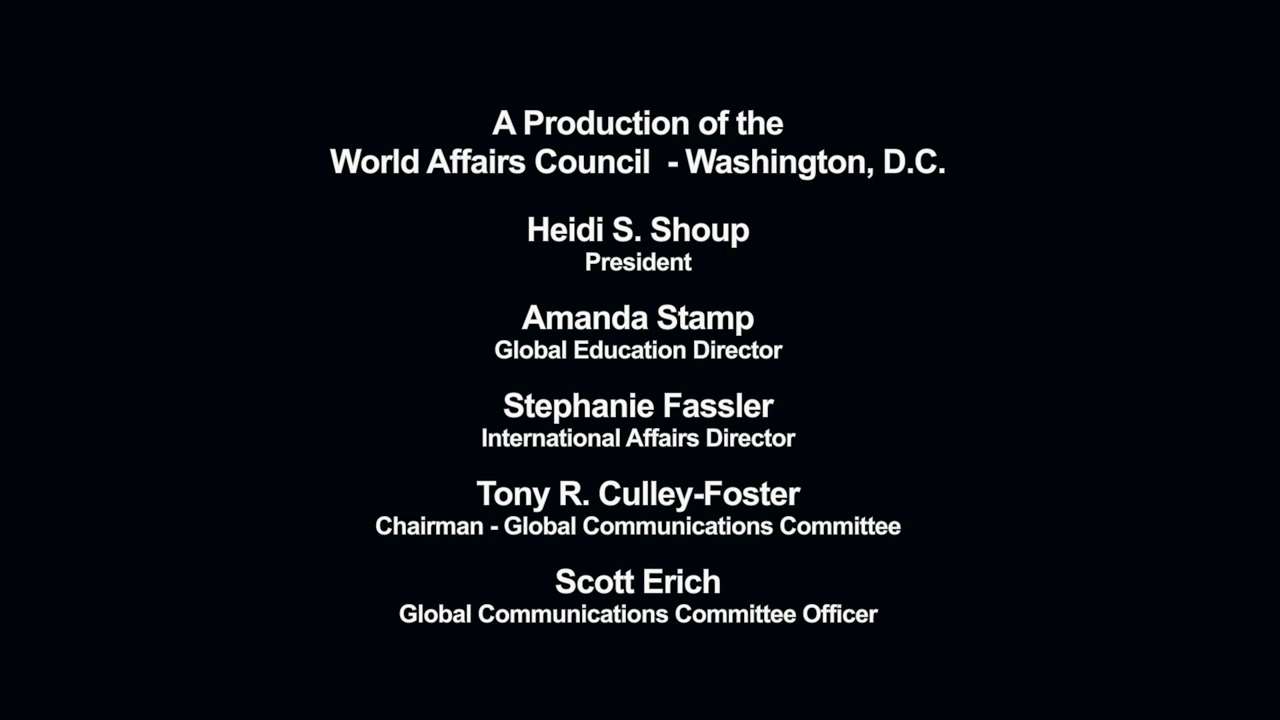 A Production of the
World Affairs Council - Washington, D.C.
Heidi S. Shoup
President
Amanda Stamp
Global Education Director
Stephanie Fassler
International Affairs Director
Tony R. Culley-Foster
Chairman - Global Communications Committee
Scott Erich
Global Communications Committee Officer